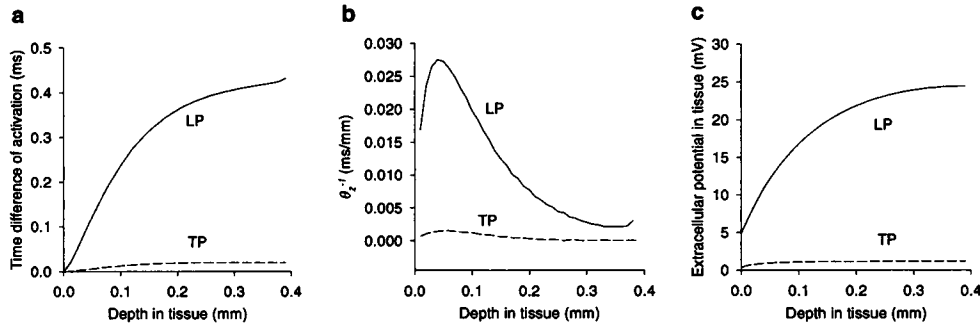 a
Time difference of activation (ms)
0.5
0.4
0.3
0.2
0.1
0.0
LP
TP
0.0 0.1 0.2 0.3 0.4
Depth in tissue (mm)
b
θz⁻¹ (ms/mm)
0.030
0.025
0.020
0.015
0.010
0.005
0.000
LP
TP
0.0 0.1 0.2 0.3 0.4
Depth in tissue (mm)
c
Extracellular potential in tissue (mV)
30
25
20
15
10
5
0
LP
TP
0.0 0.1 0.2 0.3 0.4
Depth in tissue (mm)